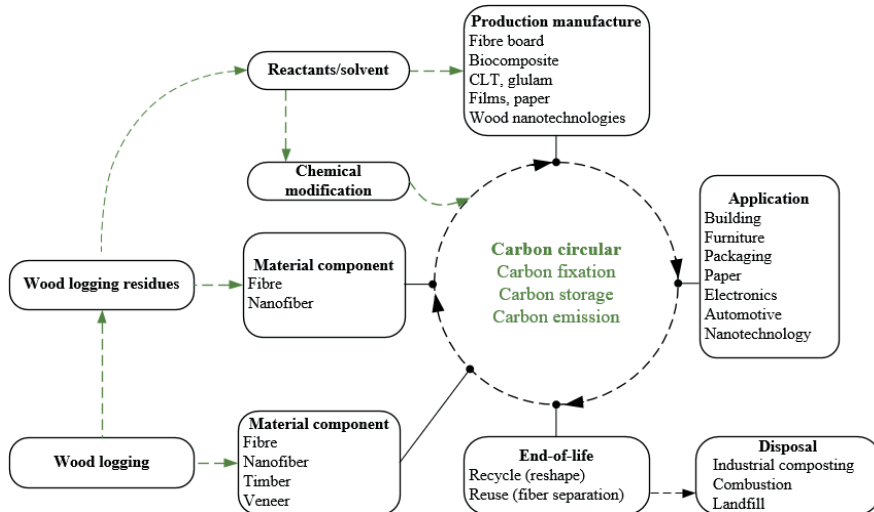 Production manufacture
Fibre board
Biocomposite
CLT, glulam
Films, paper
Wood nanotechnologies
Reactants/solvent
Chemical
modification
Application
Building
Furniture
Packaging
Paper
Electronics
Automotive
Nanotechnology
Carbon circular
Carbon fixation
Carbon storage
Carbon emission
Wood logging residues
Material component
Fibre
Nanofiber
Wood logging
Material component
Fibre
Nanofiber
Timber
Veneer
End-of-life
Recycle (reshape)
Reuse (fiber separation)
Disposal
Industrial composting
Combustion
Landfill